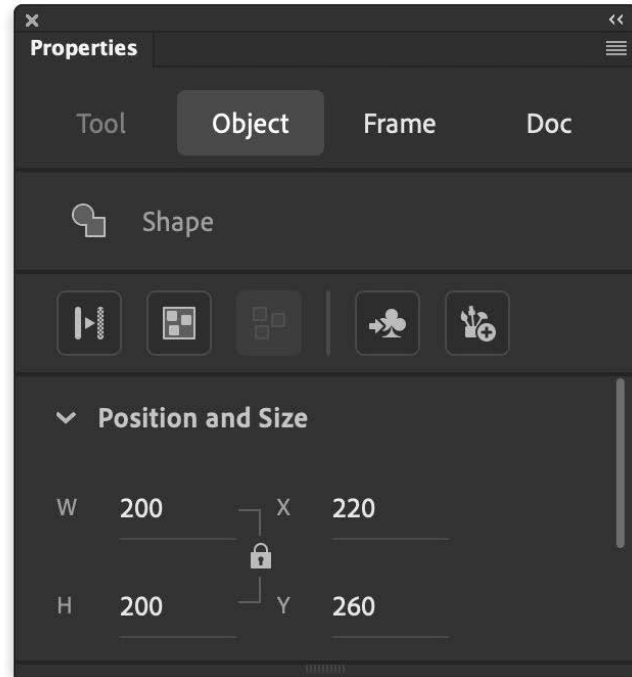 Properties
Tool Object Frame Doc
Shape
Position and Size
W 200 X 220
H 200 Y 260